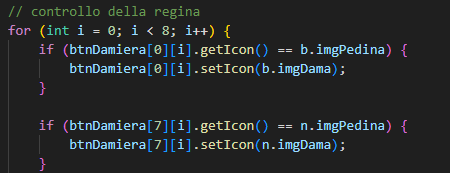 // controllo della regina
for (int i = 0; i < 8; i++) {
if (btnDamiera[0][i].getIcon() == b.imgPedina) {
btnDamiera[0][i].setIcon(b.imgDama);
}
if (btnDamiera[7][i].getIcon() == n.imgPedina) {
btnDamiera[7][i].setIcon(n.imgDama);
}